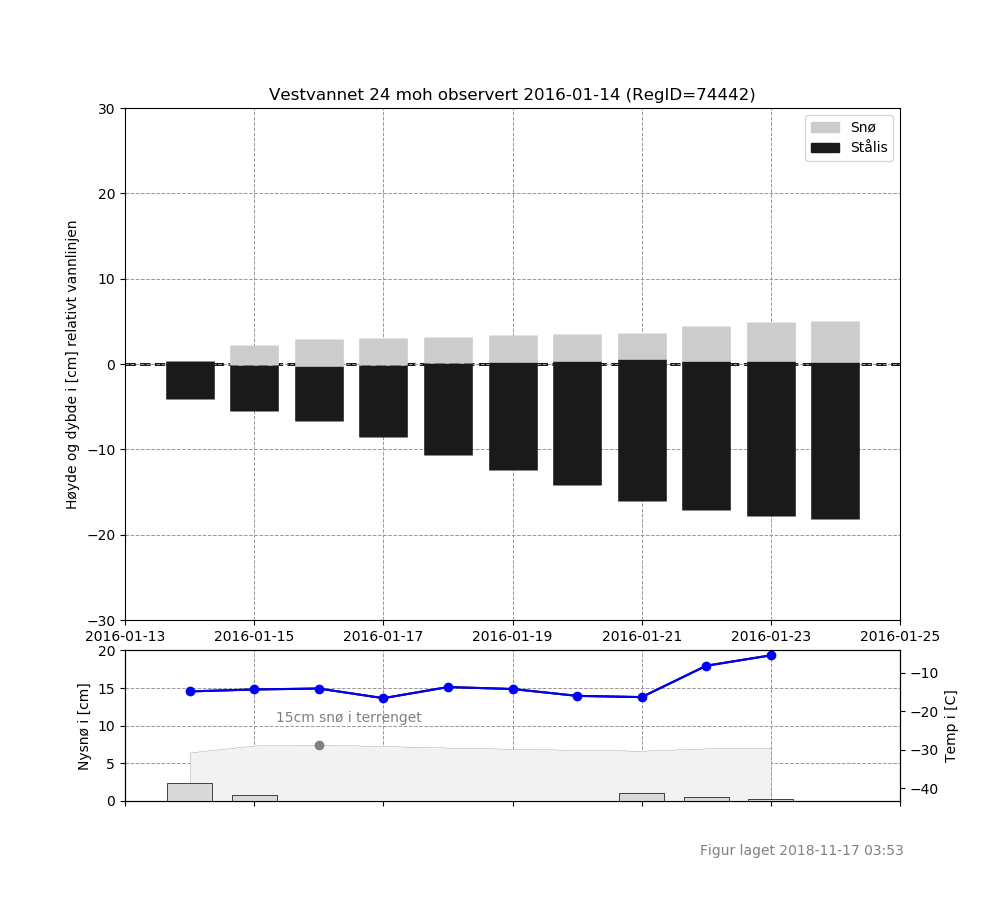 Vestvannet 24 moh observert 2016-01-14 (RegID=74442)
Snø
Stålis
Høyde og dybde i [cm] relativt vannlinjen
30
20
10
0
−10
−20
−30
2016-01-13
2016-01-15
2016-01-17
2016-01-19
2016-01-21
2016-01-23
2016-01-25
Nysnø i [cm]
20
15
10
5
0
15cm snø i terrenget
−10
−20
−30
−40
Temp i [C]
Figur laget 2018-11-17 03:53